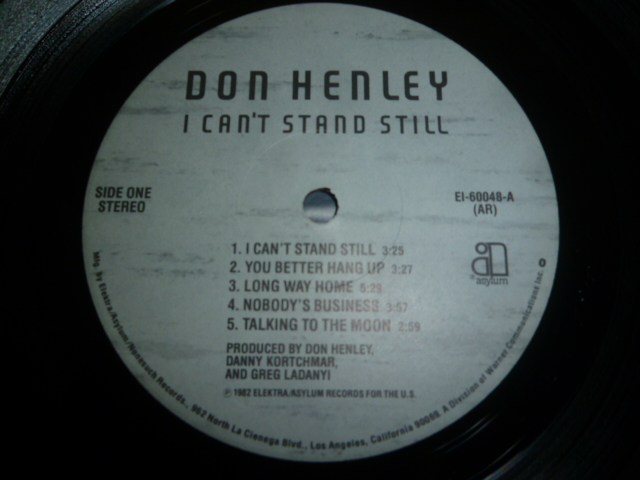 DON HENLEY
I CAN'T STAND STILL
SIDE ONE
STEREO
EI-60048-A
(AR)
1. I CAN'T STAND STILL 3:25
2. YOU BETTER HANG UP 3:27
3. LONG WAY HOME
4. NOBODY'S BUSINESS 3:57
5. TALKING TO THE MOON 2:59
asylum
PRODUCED BY DON HENLEY,
DANNY KORTCHMAR,
AND GREG LADANYI
℗ 1982 ELEKTRA/ASYLUM RECORDS FOR THE U.S.
Mfg. by Elektra/Asylum/Nonesuch Records, 962 North La Cienega Blvd., Los Angeles, California 90069. A Division of Warner Communications Inc.